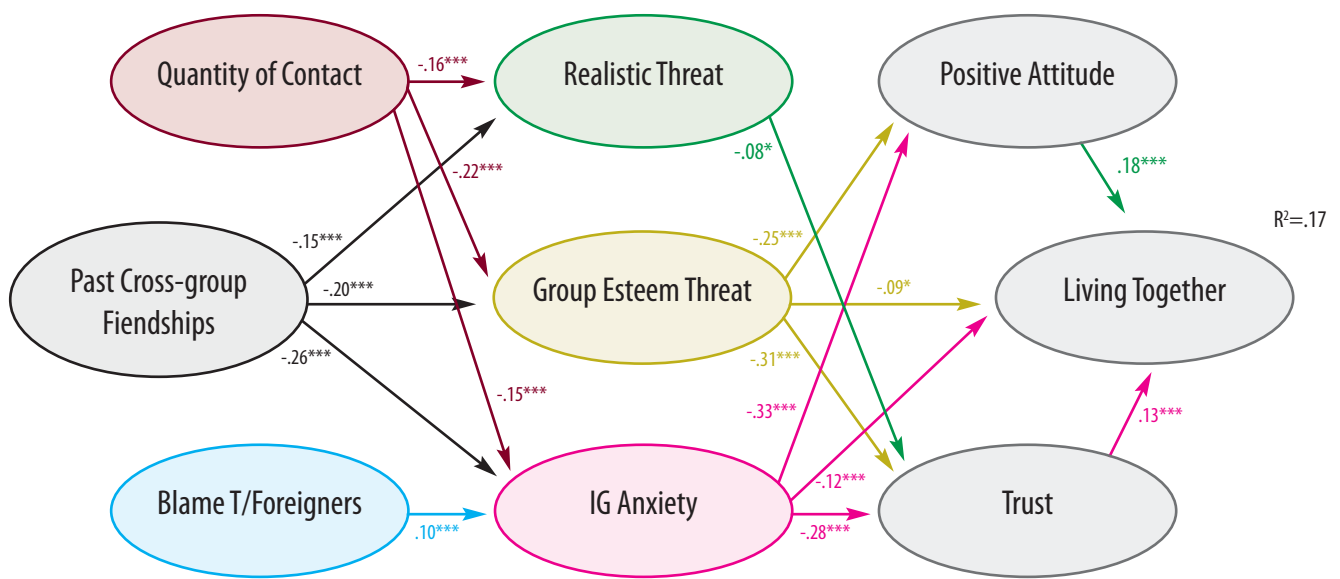 Quantity of Contact
-.16***
Realistic Threat
Positive Attitude
-.08*
.18***
-.22***
R²=.17
-.15***
-.25***
Past Cross-group
Fiendships
-.20***
Group Esteem Threat
-.09*
Living Together
-.26***
-.31***
-.15***
-.33***
.13***
-.12***
Blame T/Foreigners
.10***
IG Anxiety
-.28***
Trust